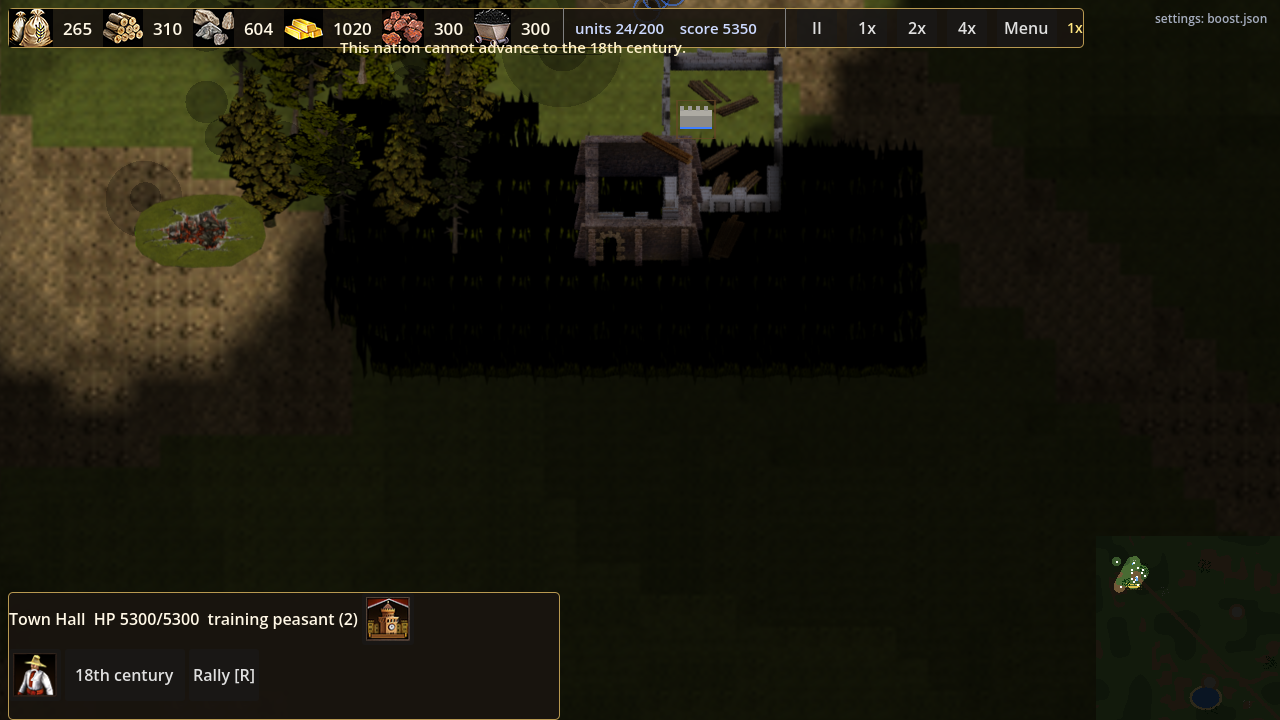 265 310 604 1020 300 300 units 24/200 score 5350 II 1x 2x 4x Menu 1x
settings: boost.json
This nation cannot advance to the 18th century.
Town Hall HP 5300/5300 training peasant (2)
18th century Rally [R]